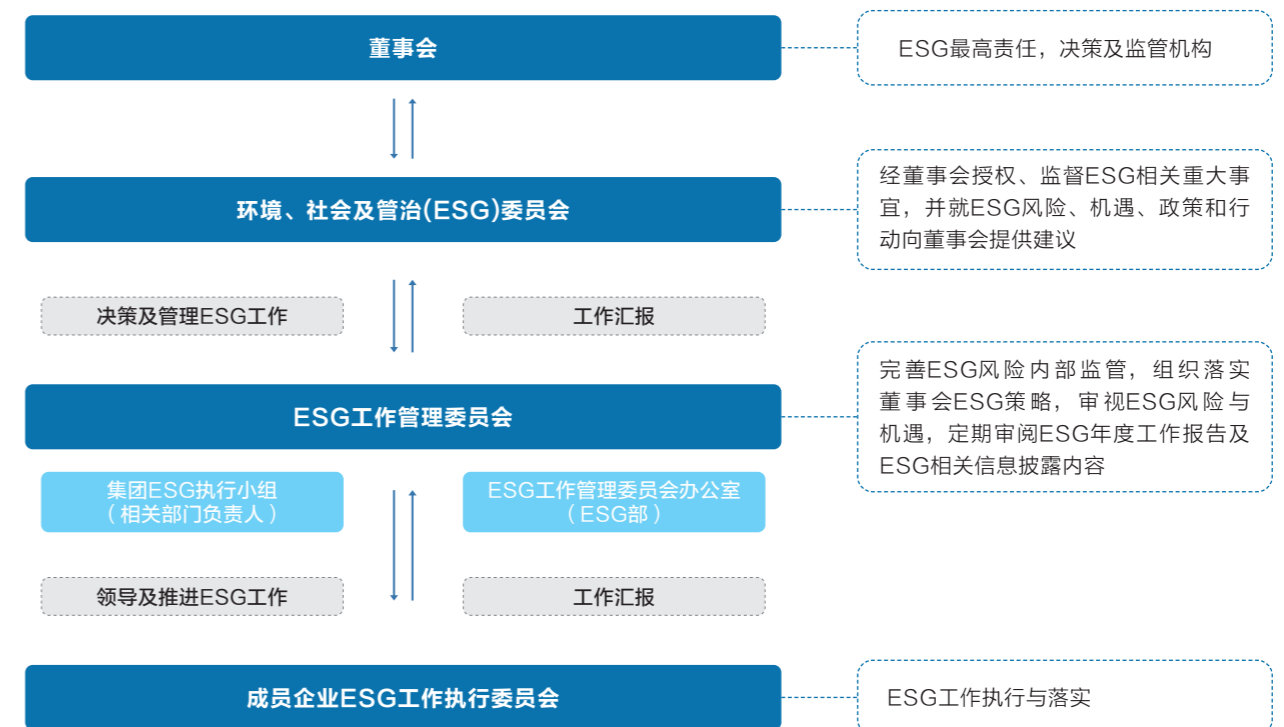 董事会
ESG最高责任，决策及监管机构
环境、社会及管治(ESG)委员会
经董事会授权、监督ESG相关重大事
宜，并就ESG风险、机遇、政策和行
动向董事会提供建议
决策及管理ESG工作
工作汇报
ESG工作管理委员会
完善ESG风险内部监管，组织落实
董事会ESG策略，审视ESG风险与
机遇，定期审阅ESG年度工作报告及
ESG相关信息披露内容
集团ESG执行小组
（相关部门负责人）
ESG工作管理委员会办公室
（ESG部）
领导及推进ESG工作
工作汇报
成员企业ESG工作执行委员会
ESG工作执行与落实